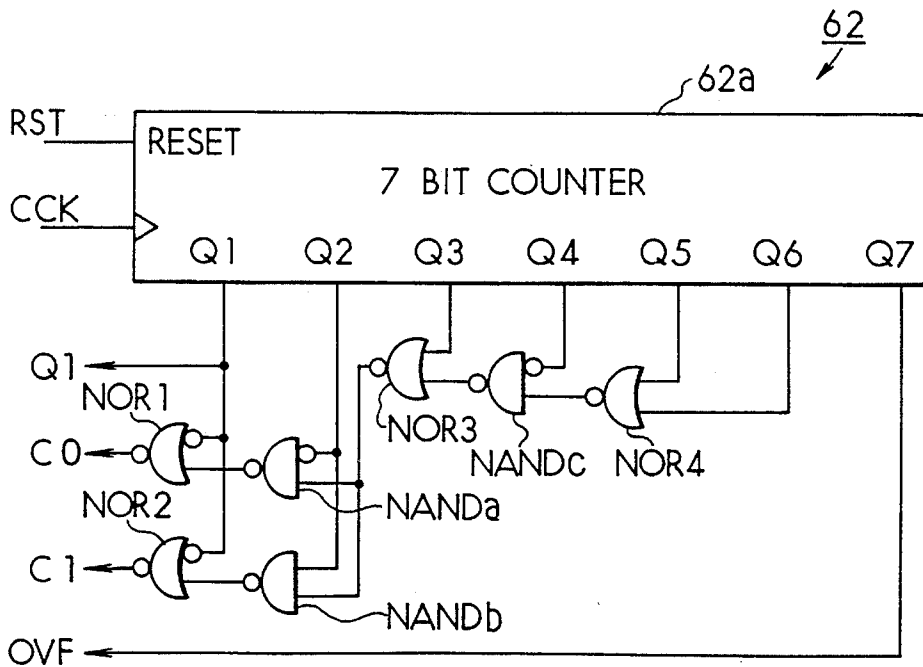 62
62a
RST
RESET
7 BIT COUNTER
CCK
Q1 Q2 Q3 Q4 Q5 Q6 Q7
Q1
NOR1
NOR3
C0
NANDc
NOR4
NOR2
NANDa
C1
NANDb
OVF